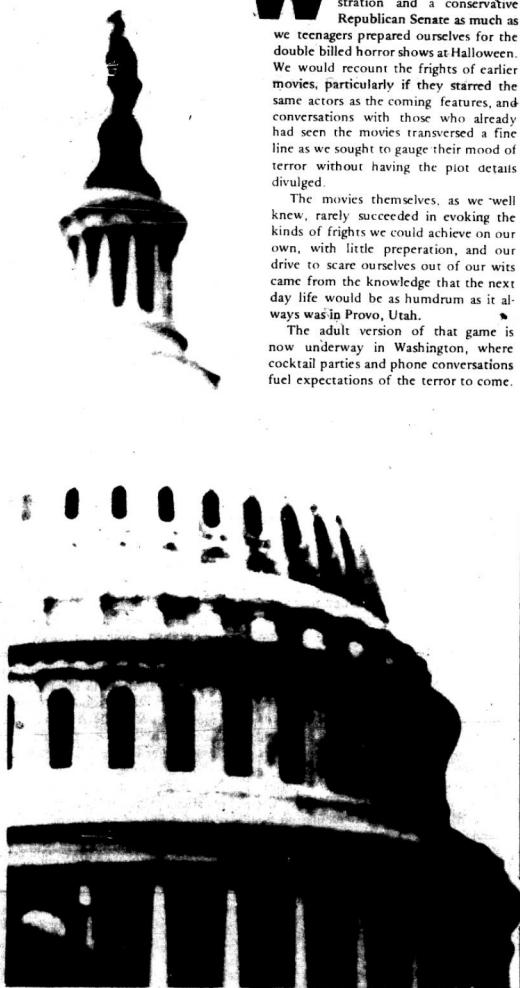 W
stration and a conservative
Republican Senate as much as
we teenagers prepared ourselves for the
double billed horror shows at Halloween.
We would recount the frights of earlier
movies, particularly if they starred the
same actors as the coming features, and
conversations with those who already
had seen the movies transversed a fine
line as we sought to gauge their mood of
terror without having the plot details
divulged.
The movies themselves, as we well
knew, rarely succeeded in evoking the
kinds of frights we could achieve on our
own, with little preperation, and our
drive to scare ourselves out of our wits
came from the knowledge that the next
day life would be as humdrum as it al-
ways was in Provo, Utah.
The adult version of that game is
now underway in Washington, where
cocktail parties and phone conversations
fuel expectations of the terror to come.